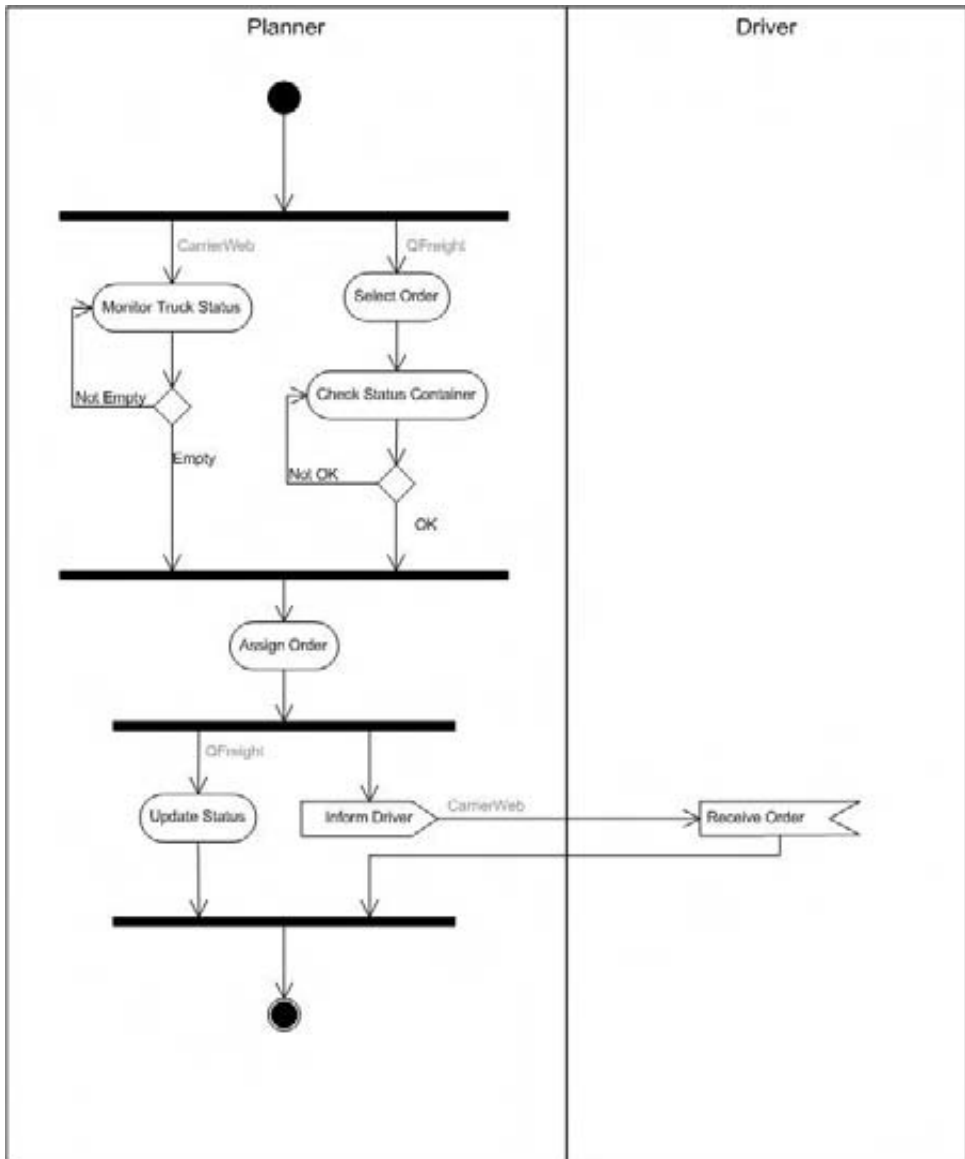 Planner
Driver
CarrierWeb
QFreight
Monitor Truck Status
Select Order
Not Empty
Check Status Container
Empty
Not OK
OK
Assign Order
QFreight
Update Status
Inform Driver
CarrierWeb
Receive Order